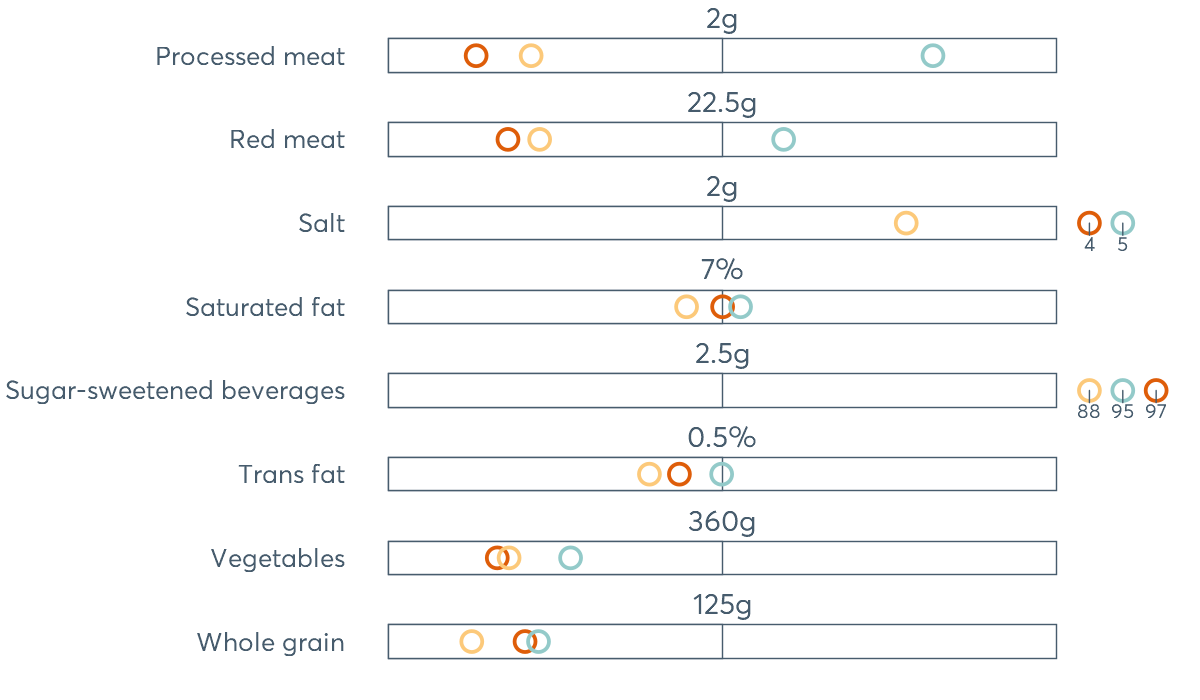 2g
Processed meat
22.5g
Red meat
2g
Salt
4 5
7%
Saturated fat
2.5g
Sugar-sweetened beverages
88 95 97
0.5%
Trans fat
360g
Vegetables
125g
Whole grain